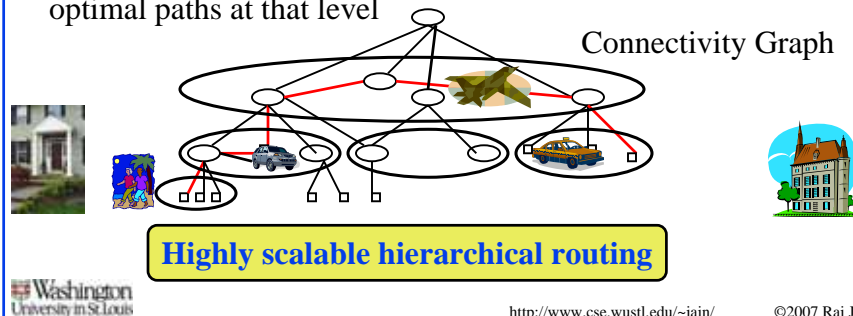 optimal paths at that level
Connectivity Graph
Highly scalable hierarchical routing
Washington
University in St. Louis
http://www.cse.wustl.edu/~jain/
©2007 Raj J